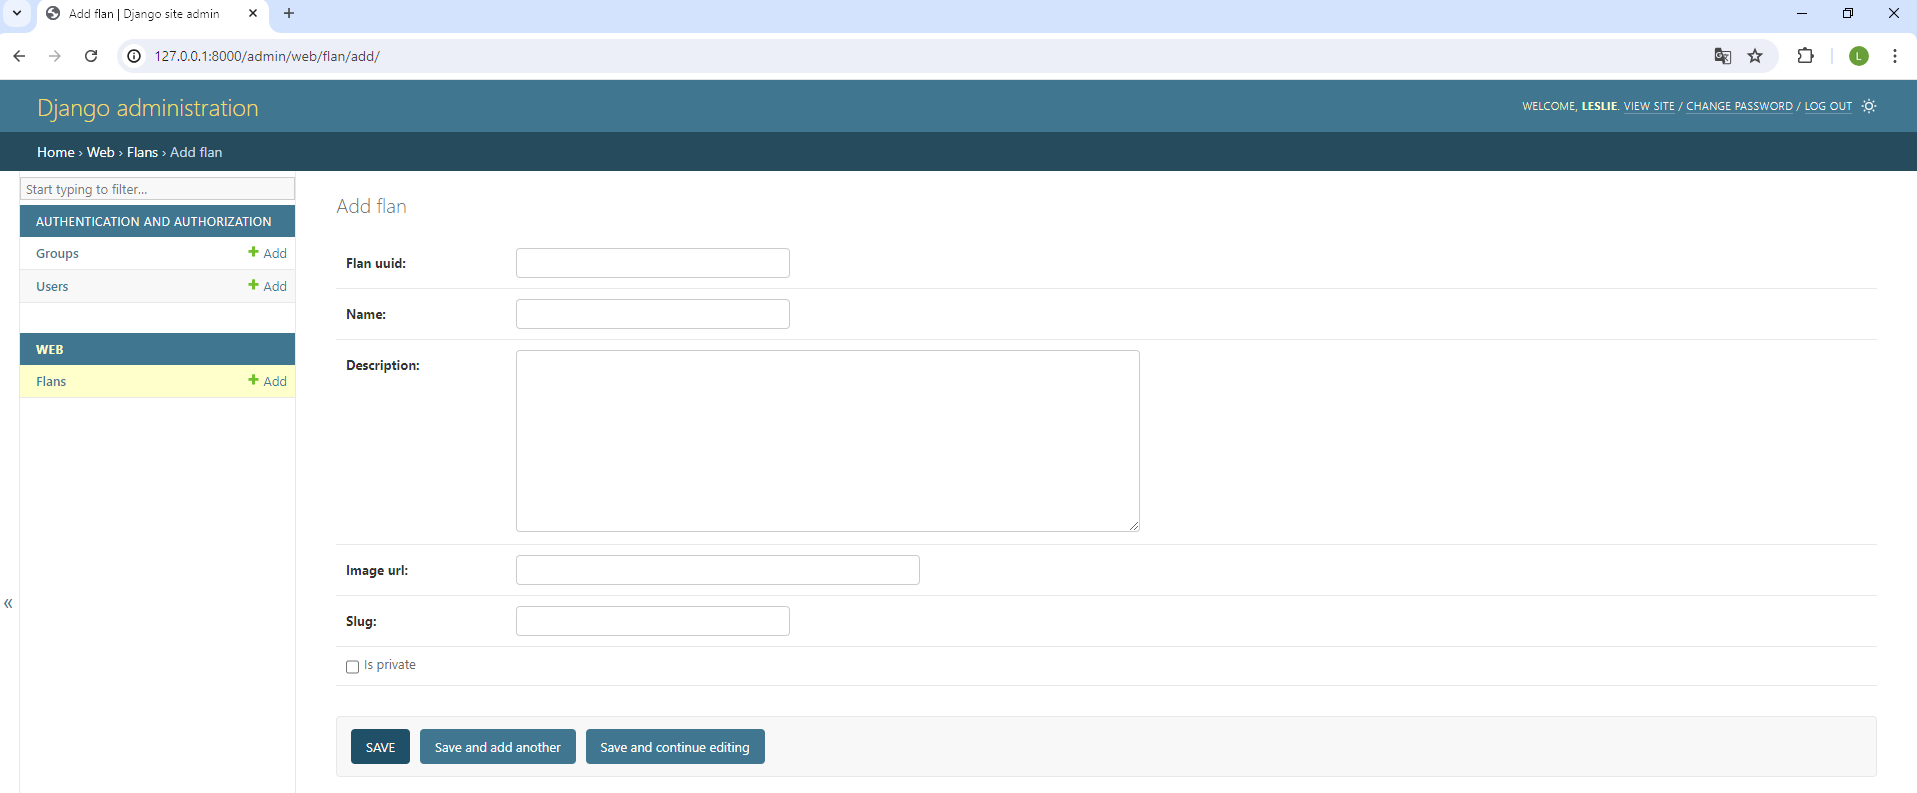 Add flan | Django site admin
127.0.0.1:8000/admin/web/flan/add/
L
Django administration
WELCOME, LESLIE. VIEW SITE / CHANGE PASSWORD / LOG OUT
Home › Web › Flans › Add flan
Start typing to filter...
AUTHENTICATION AND AUTHORIZATION
Groups + Add
Users + Add
WEB
Flans + Add
«
Add flan
Flan uuid:
Name:
Description:
Image url:
Slug:
Is private
SAVE
Save and add another
Save and continue editing